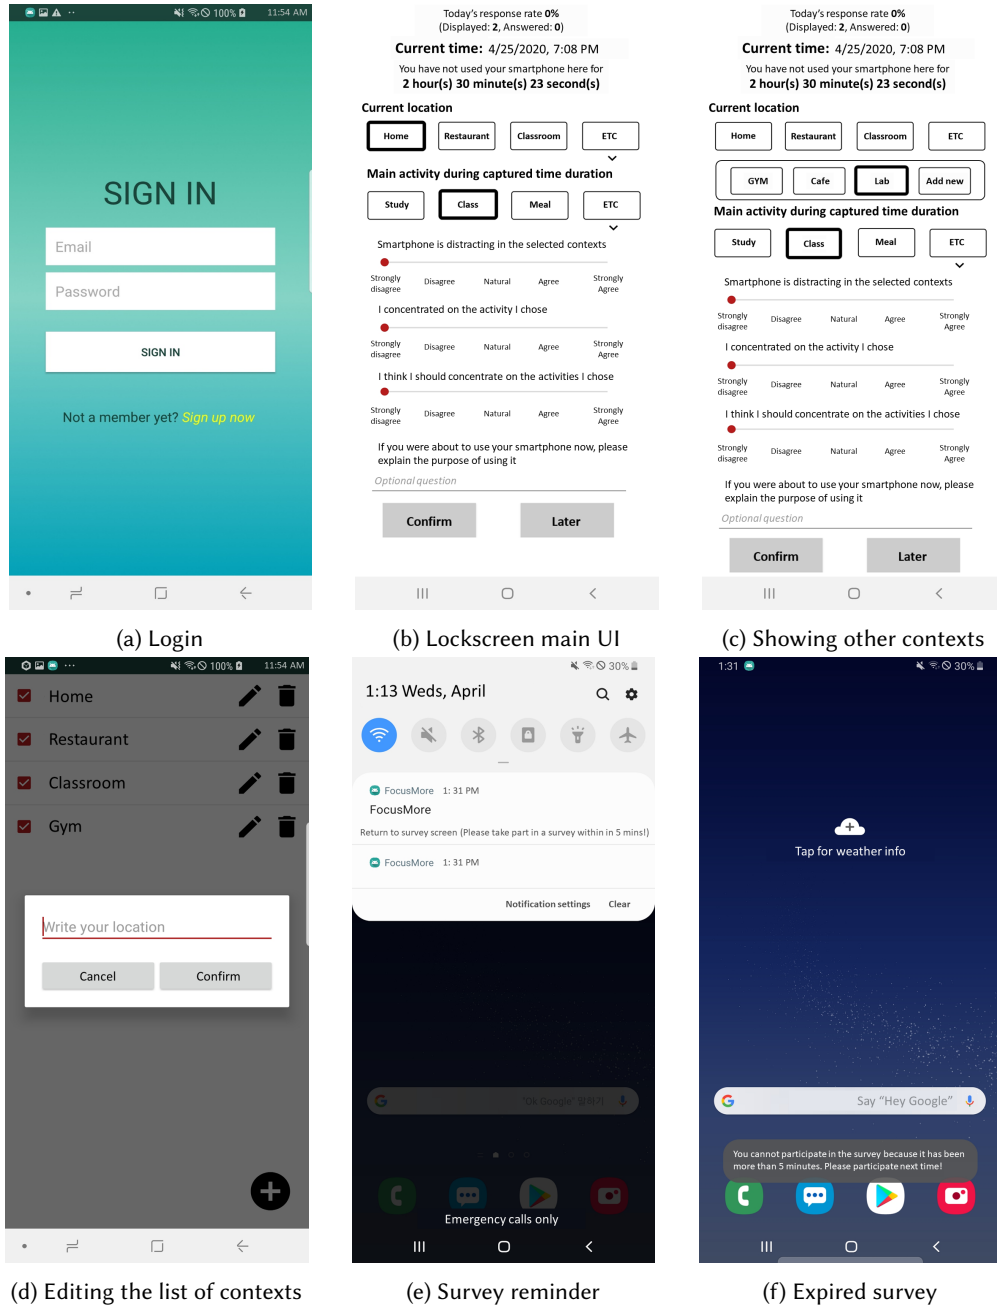 100% 11:54 AM
SIGN IN
Email
Password
SIGN IN
Not a member yet? Sign up now
(a) Login
Today's response rate 0%
(Displayed: 2, Answered: 0)
Current time: 4/25/2020, 7:08 PM
You have not used your smartphone here for
2 hour(s) 30 minute(s) 23 second(s)
Current location
Home Restaurant Classroom ETC
Main activity during captured time duration
Study Class Meal ETC
Smartphone is distracting in the selected contexts
Strongly disagree Disagree Natural Agree Strongly Agree
I concentrated on the activity I chose
Strongly disagree Disagree Natural Agree Strongly Agree
I think I should concentrate on the activities I chose
Strongly disagree Disagree Natural Agree Strongly Agree
If you were about to use your smartphone now, please
explain the purpose of using it
Optional question
Confirm Later
(b) Lockscreen main UI
Today's response rate 0%
(Displayed: 2, Answered: 0)
Current time: 4/25/2020, 7:08 PM
You have not used your smartphone here for
2 hour(s) 30 minute(s) 23 second(s)
Current location
Home Restaurant Classroom ETC
GYM Cafe Lab Add new
Main activity during captured time duration
Study Class Meal ETC
Smartphone is distracting in the selected contexts
Strongly disagree Disagree Natural Agree Strongly Agree
I concentrated on the activity I chose
Strongly disagree Disagree Natural Agree Strongly Agree
I think I should concentrate on the activities I chose
Strongly disagree Disagree Natural Agree Strongly Agree
If you were about to use your smartphone now, please
explain the purpose of using it
Optional question
Confirm Later
(c) Showing other contexts
100% 11:54 AM
Home
Restaurant
Classroom
Gym
Write your location
Cancel Confirm
(d) Editing the list of contexts
30%
1:13 Weds, April
FocusMore 1: 31 PM
FocusMore
Return to survey screen (Please take part in a survey within in 5 mins!)
FocusMore 1: 31 PM
Notification settings Clear
'Ok Google' 말하기
Emergency calls only
(e) Survey reminder
1:31 30%
Tap for weather info
Say "Hey Google"
You cannot participate in the survey because it has been
more than 5 minutes. Please participate next time!
(f) Expired survey